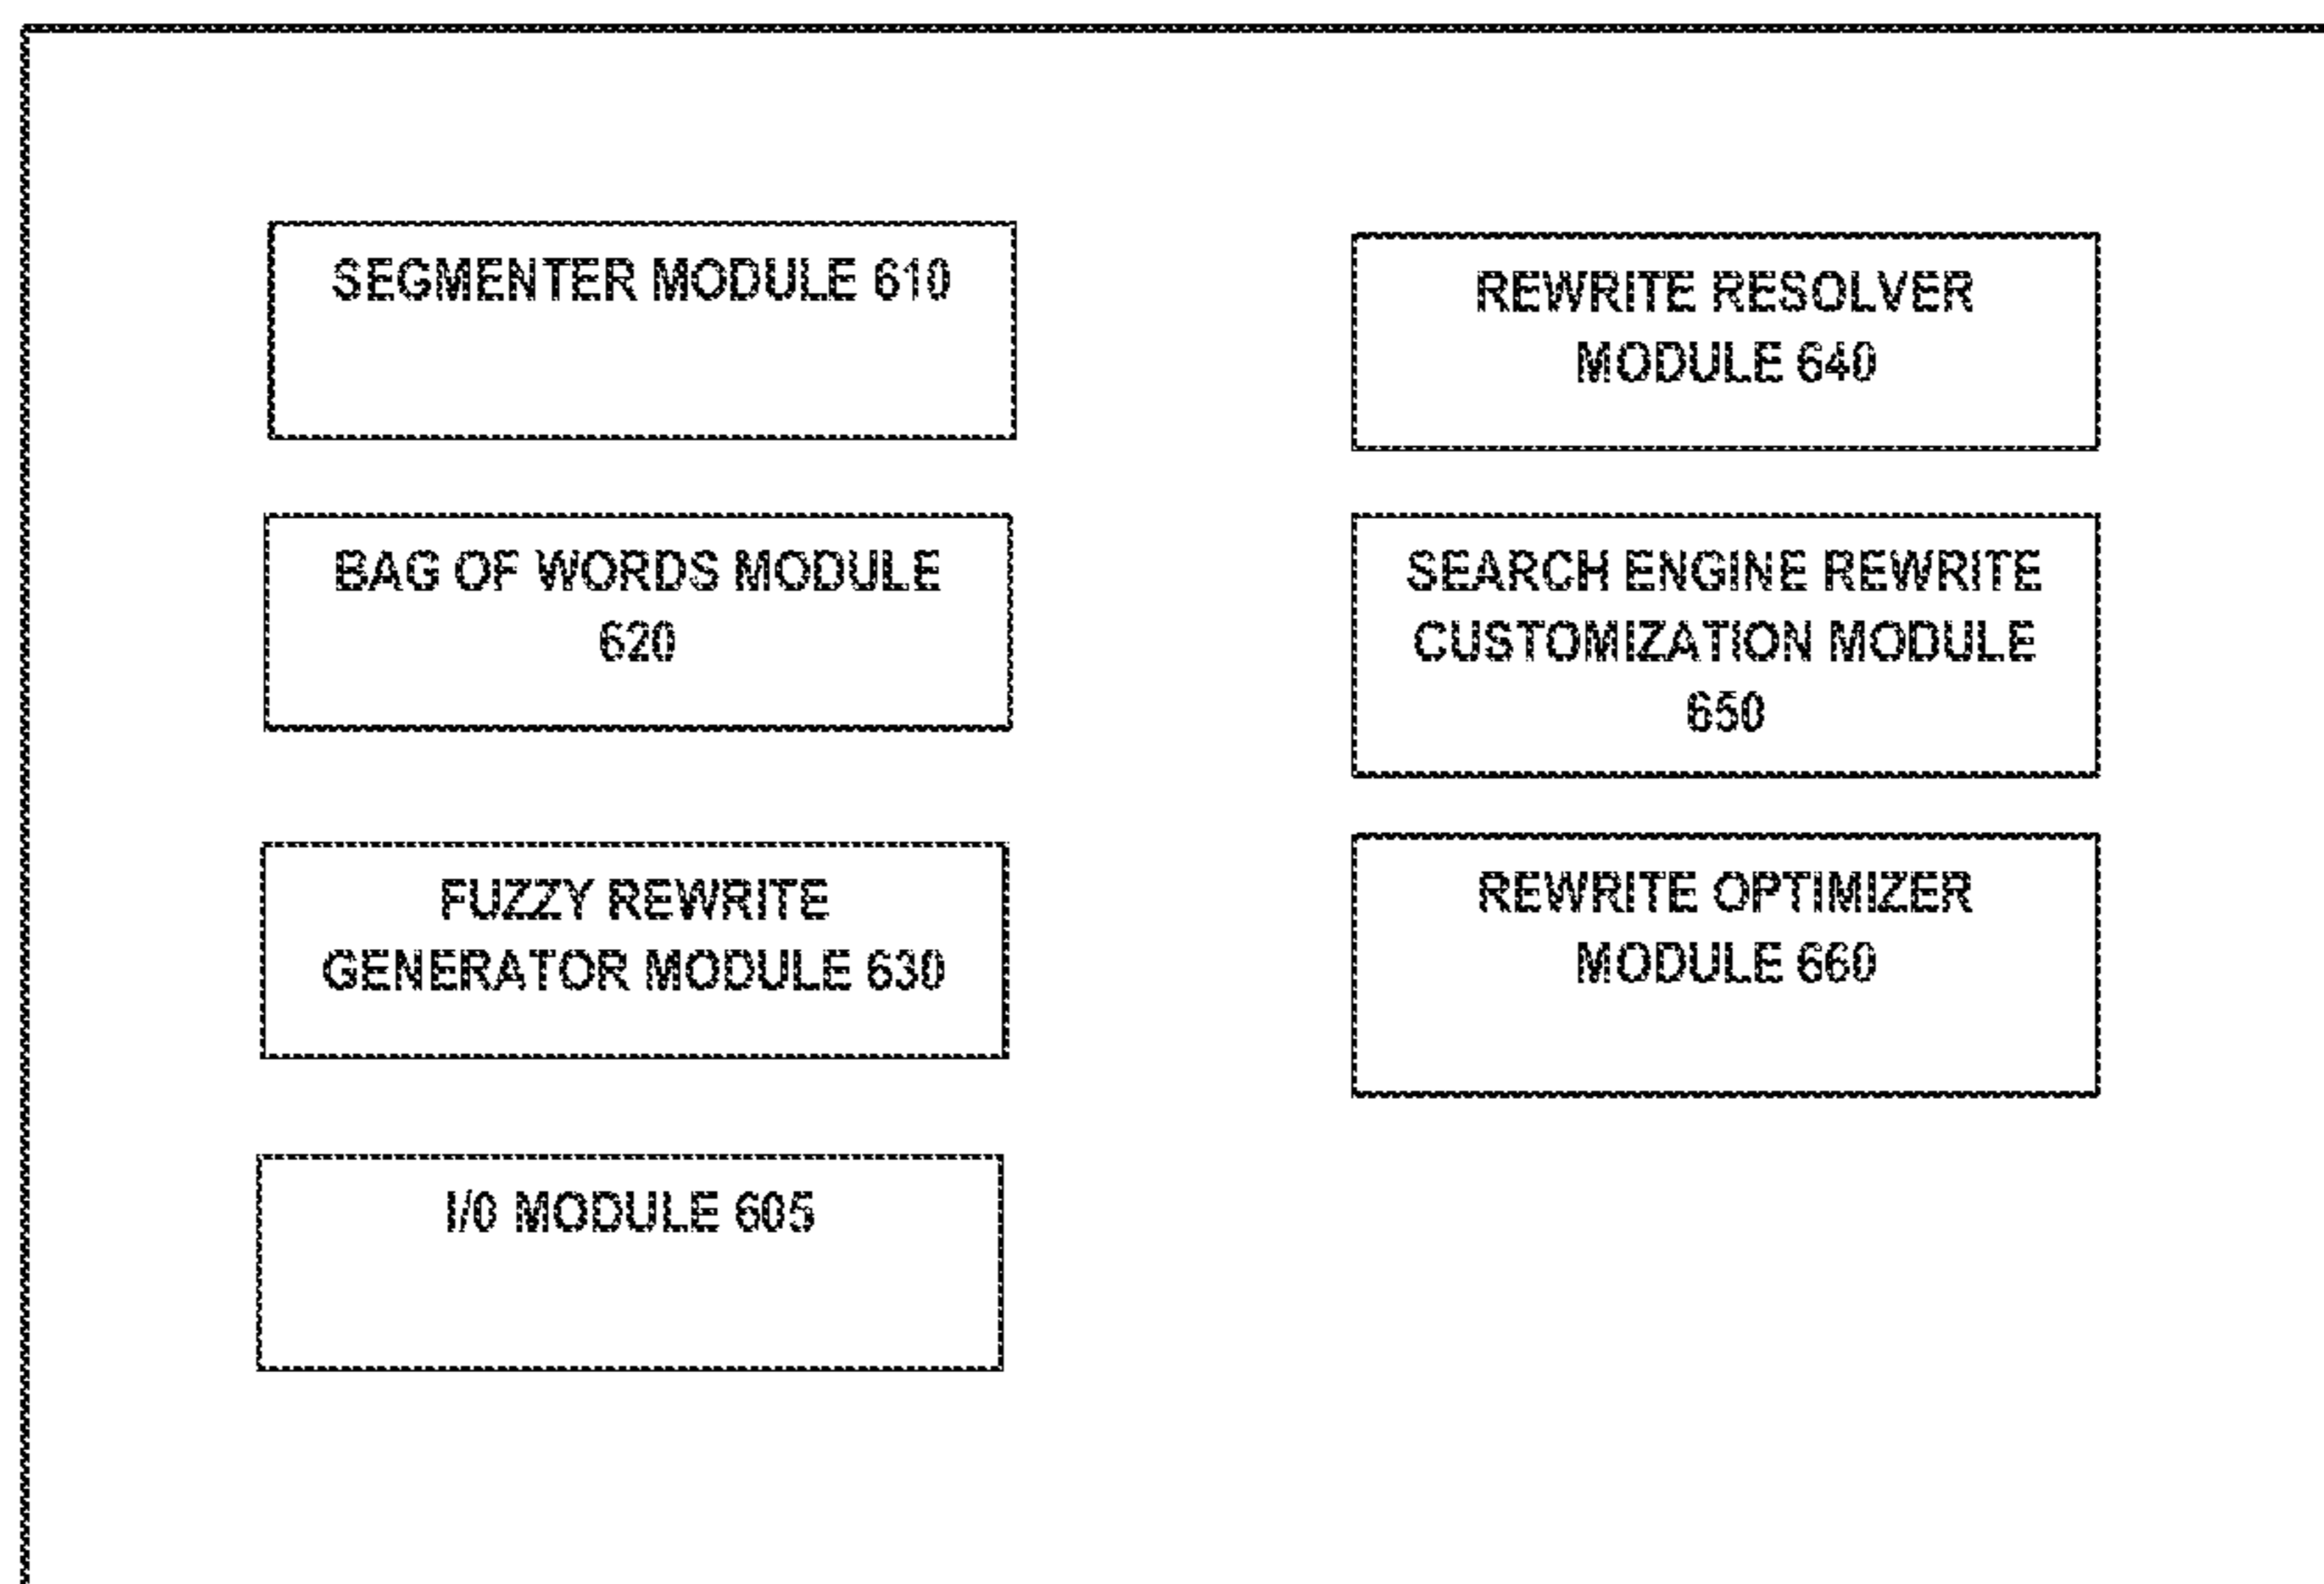 SEGMENTER MODULE 610
BAG OF WORDS MODULE
620
FUZZY REWRITE
GENERATOR MODULE 630
I/0 MODULE 605
REWRITE RESOLVER
MODULE 640
SEARCH ENGINE REWRITE
CUSTOMIZATION MODULE
650
REWRITE OPTIMIZER
MODULE 660